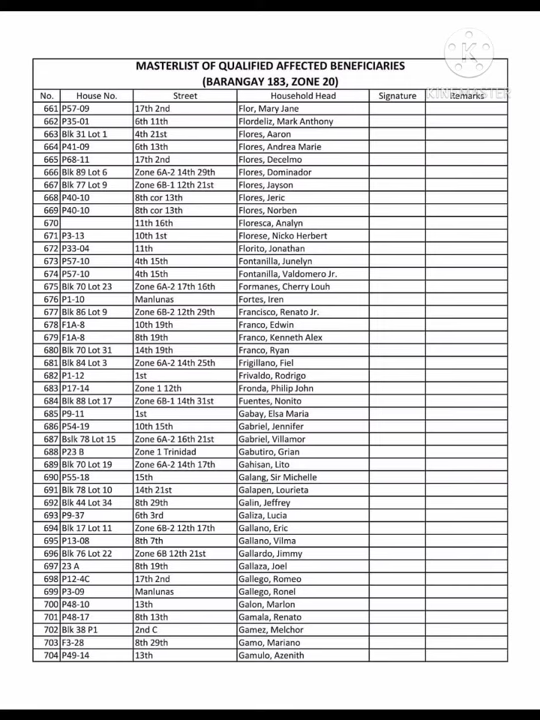 MASTERLIST OF QUALIFIED AFFECTED BENEFICIARIES
(BARANGAY 183, ZONE 20)
KINEMASTER
No. House No. Street Household Head Signature Remarks
661 P57-09 17th 2nd Flor, Mary Jane
662 P35-01 6th 11th Flordeliz, Mark Anthony
663 Blk 31 Lot 1 4th 21st Flores, Aaron
664 P41-09 6th 13th Flores, Andrea Marie
665 P68-11 17th 2nd Flores, Decelmo
666 Blk 89 Lot 6 Zone 6A-2 14th 29th Flores, Dominador
667 Blk 77 Lot 9 Zone 6B-1 12th 21st Flores, Jayson
668 P40-10 8th cor 13th Flores, Jeric
669 P40-10 8th cor 13th Flores, Norben
670 11th 16th Floresca, Analyn
671 P3-13 10th 1st Florese, Nicko Herbert
672 P33-04 11th Florito, Jonathan
673 P57-10 4th 15th Fontanilla, Junelyn
674 P57-10 4th 15th Fontanilla, Valdomero Jr.
675 Blk 70 Lot 23 Zone 6A-2 17th 16th Formanes, Cherry Louh
676 P1-10 Manlunas Fortes, Iren
677 Blk 86 Lot 9 Zone 6B-2 12th 29th Francisco, Renato Jr.
678 F1A-8 10th 19th Franco, Edwin
679 F1A-8 8th 19th Franco, Kenneth Alex
680 Blk 70 Lot 31 14th 19th Franco, Ryan
681 Blk 84 Lot 3 Zone 6A-2 14th 25th Frigillano, Fiel
682 P1-12 1st Frivaldo, Rodrigo
683 P17-14 Zone 1 12th Fronda, Philip John
684 Blk 88 Lot 17 Zone 6B-1 14th 31st Fuentes, Nonito
685 P9-11 1st Gabay, Elsa Maria
686 P54-19 10th 15th Gabriel, Jennifer
687 Bslk 78 Lot 15 Zone 6A-2 16th 21st Gabriel, Villamor
688 P23 B Zone 1 Trinidad Gabutiro, Grian
689 Blk 70 Lot 19 Zone 6A-2 14th 17th Gahisan, Lito
690 P55-18 15th Galang, Sir Michelle
691 Blk 78 Lot 10 14th 21st Galapen, Lourieta
692 Blk 44 Lot 34 8th 29th Galin, Jeffrey
693 P9-37 6th 3rd Galiza, Lucia
694 Blk 17 Lot 11 Zone 6B-2 12th 17th Gallano, Eric
695 P13-08 8th 7th Gallano, Vilma
696 Blk 76 Lot 22 Zone 6B 12th 21st Gallardo, Jimmy
697 23 A 8th 19th Gallaza, Joel
698 P12-4C 17th 2nd Gallego, Romeo
699 P3-09 Manlunas Gallego, Ronel
700 P48-10 13th Galon, Marlon
701 P48-17 8th 13th Gamala, Renato
702 Blk 38 P1 2nd C Gamez, Melchor
703 F3-28 8th 29th Gamo, Mariano
704 P49-14 13th Gamulo, Azenith